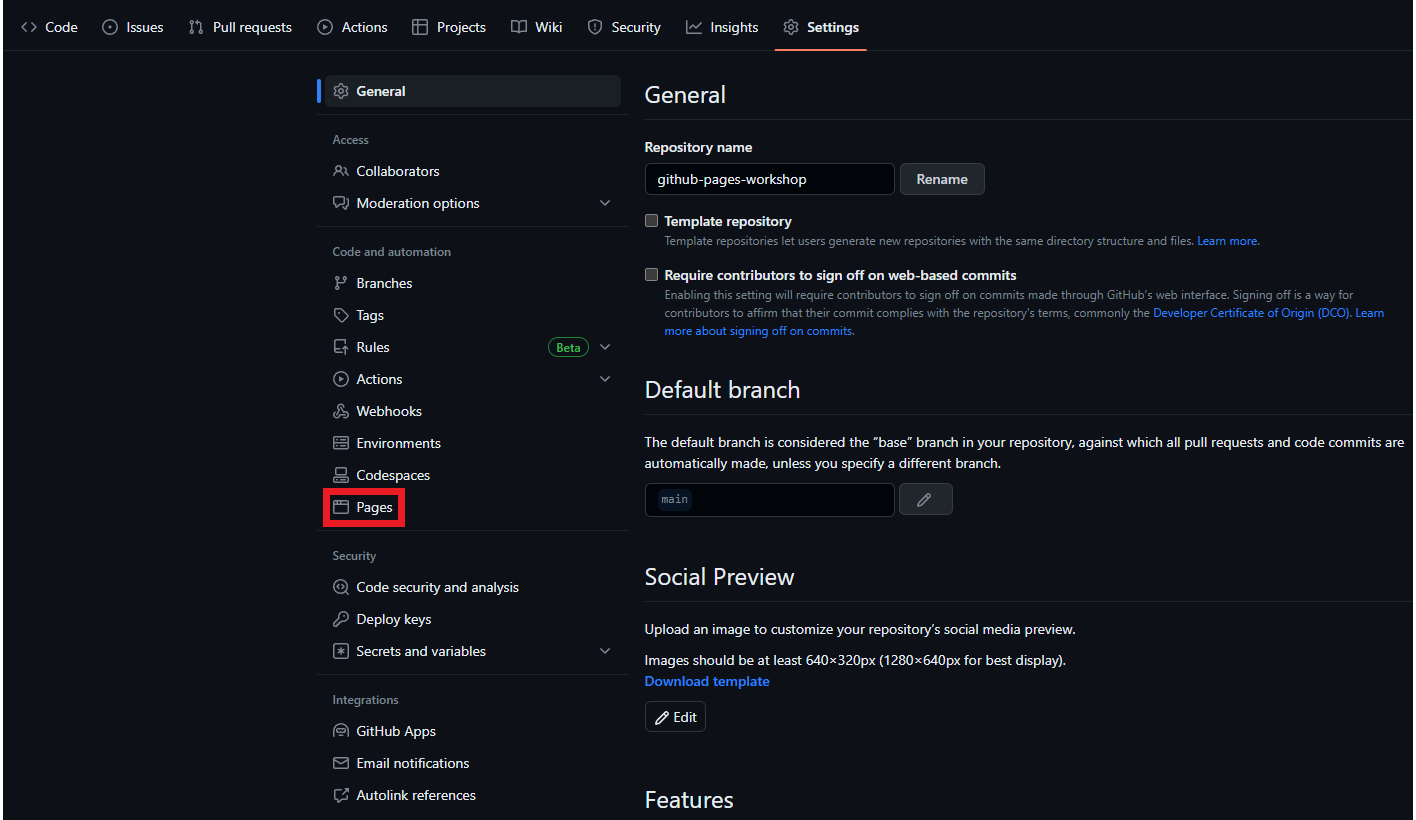 Code Issues Pull requests Actions Projects Wiki Security Insights Settings
General
Access
Collaborators
Moderation options
Code and automation
Branches
Tags
Rules Beta
Actions
Webhooks
Environments
Codespaces
Pages
Security
Code security and analysis
Deploy keys
Secrets and variables
Integrations
GitHub Apps
Email notifications
Autolink references
General
Repository name
github-pages-workshop Rename
Template repository
Template repositories let users generate new repositories with the same directory structure and files. Learn more.
Require contributors to sign off on web-based commits
Enabling this setting will require contributors to sign off on commits made through GitHub's web interface. Signing off is a way for
contributors to affirm that their commit complies with the repository's terms, commonly the Developer Certificate of Origin (DCO). Learn
more about signing off on commits.
Default branch
The default branch is considered the “base” branch in your repository, against which all pull requests and code commits are
automatically made, unless you specify a different branch.
main
Social Preview
Upload an image to customize your repository’s social media preview.
Images should be at least 640×320px (1280×640px for best display).
Download template
Edit
Features